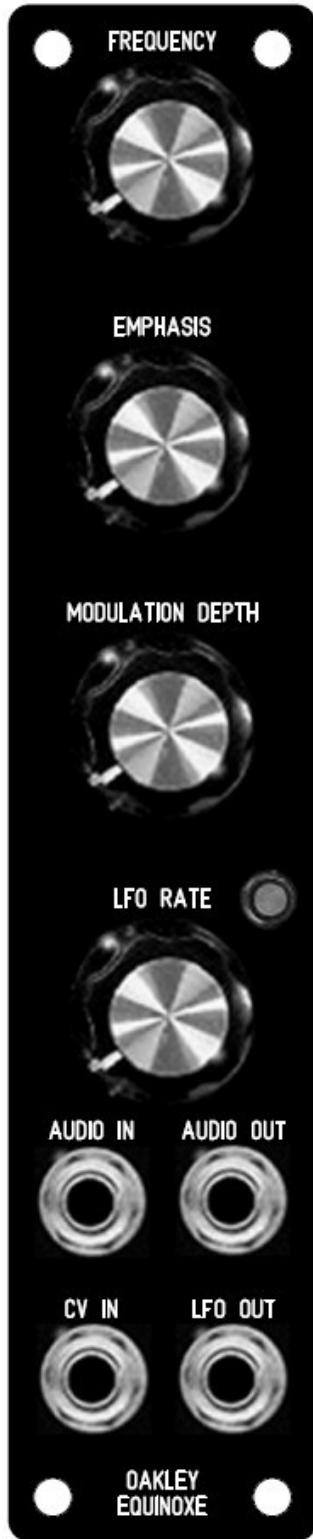 FREQUENCY
EMPHASIS
MODULATION DEPTH
LFO RATE
AUDIO IN AUDIO OUT
CV IN LFO OUT
OAKLEY
EQUINOXE